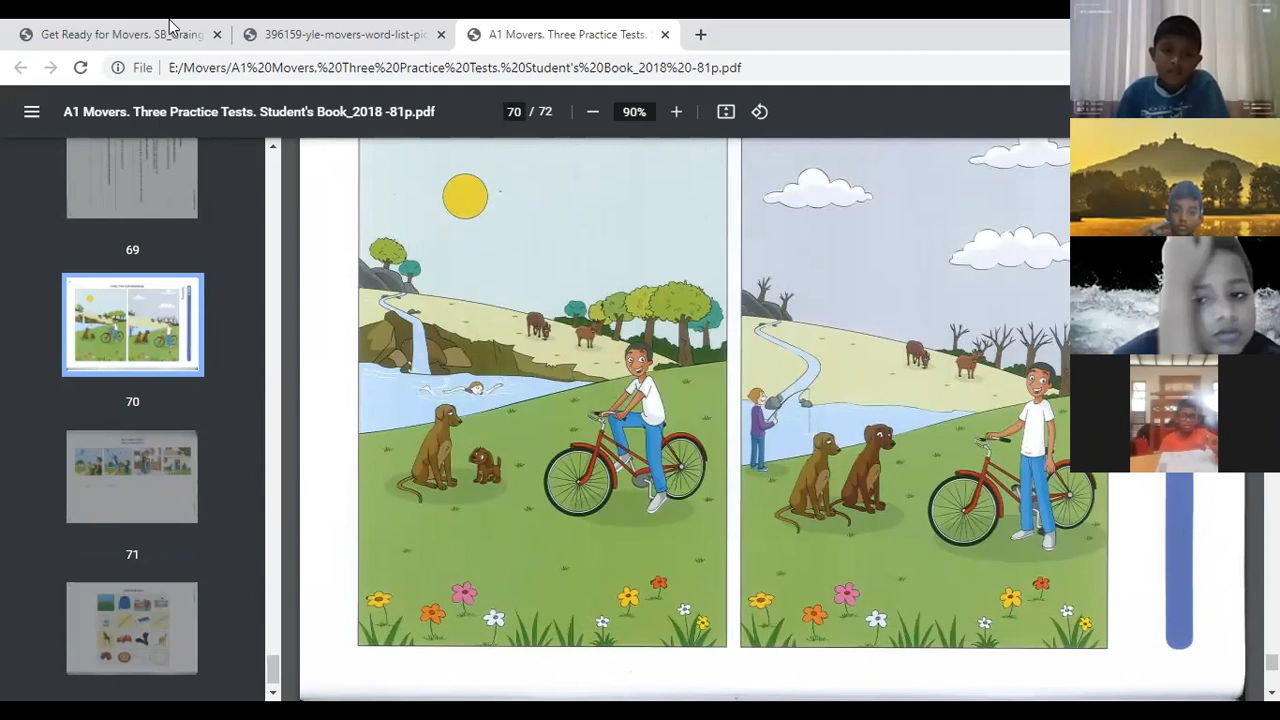 Get Ready for Movers. SB_
396159-yle-movers-word-list-pic
A1 Movers. Three Practice Tests.
File
E:/Movers/A1%20Movers.%20Three%20Practice%20Tests.%20Student's%20Book_2018%20-81p.pdf
A1 Movers. Three Practice Tests. Student's Book_2018 -81p.pdf
70 / 72
90%
69
70
71